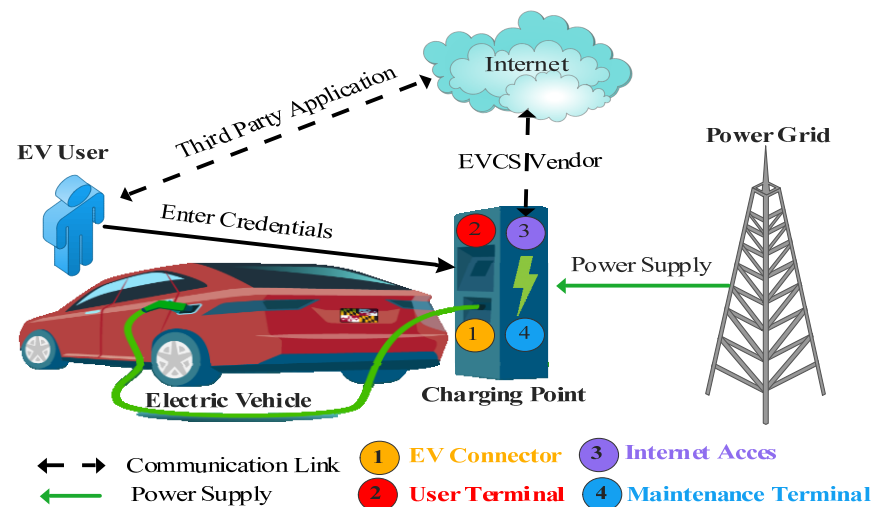 Internet
Third Party Application
Power Grid
EV User
EVCS Vendor
Enter Credentials
2
3
Power Supply
1
4
Electric Vehicle
Charging Point
Communication Link
1 EV Connector
3 Internet Acces
Power Supply
2 User Terminal
4 Maintenance Terminal